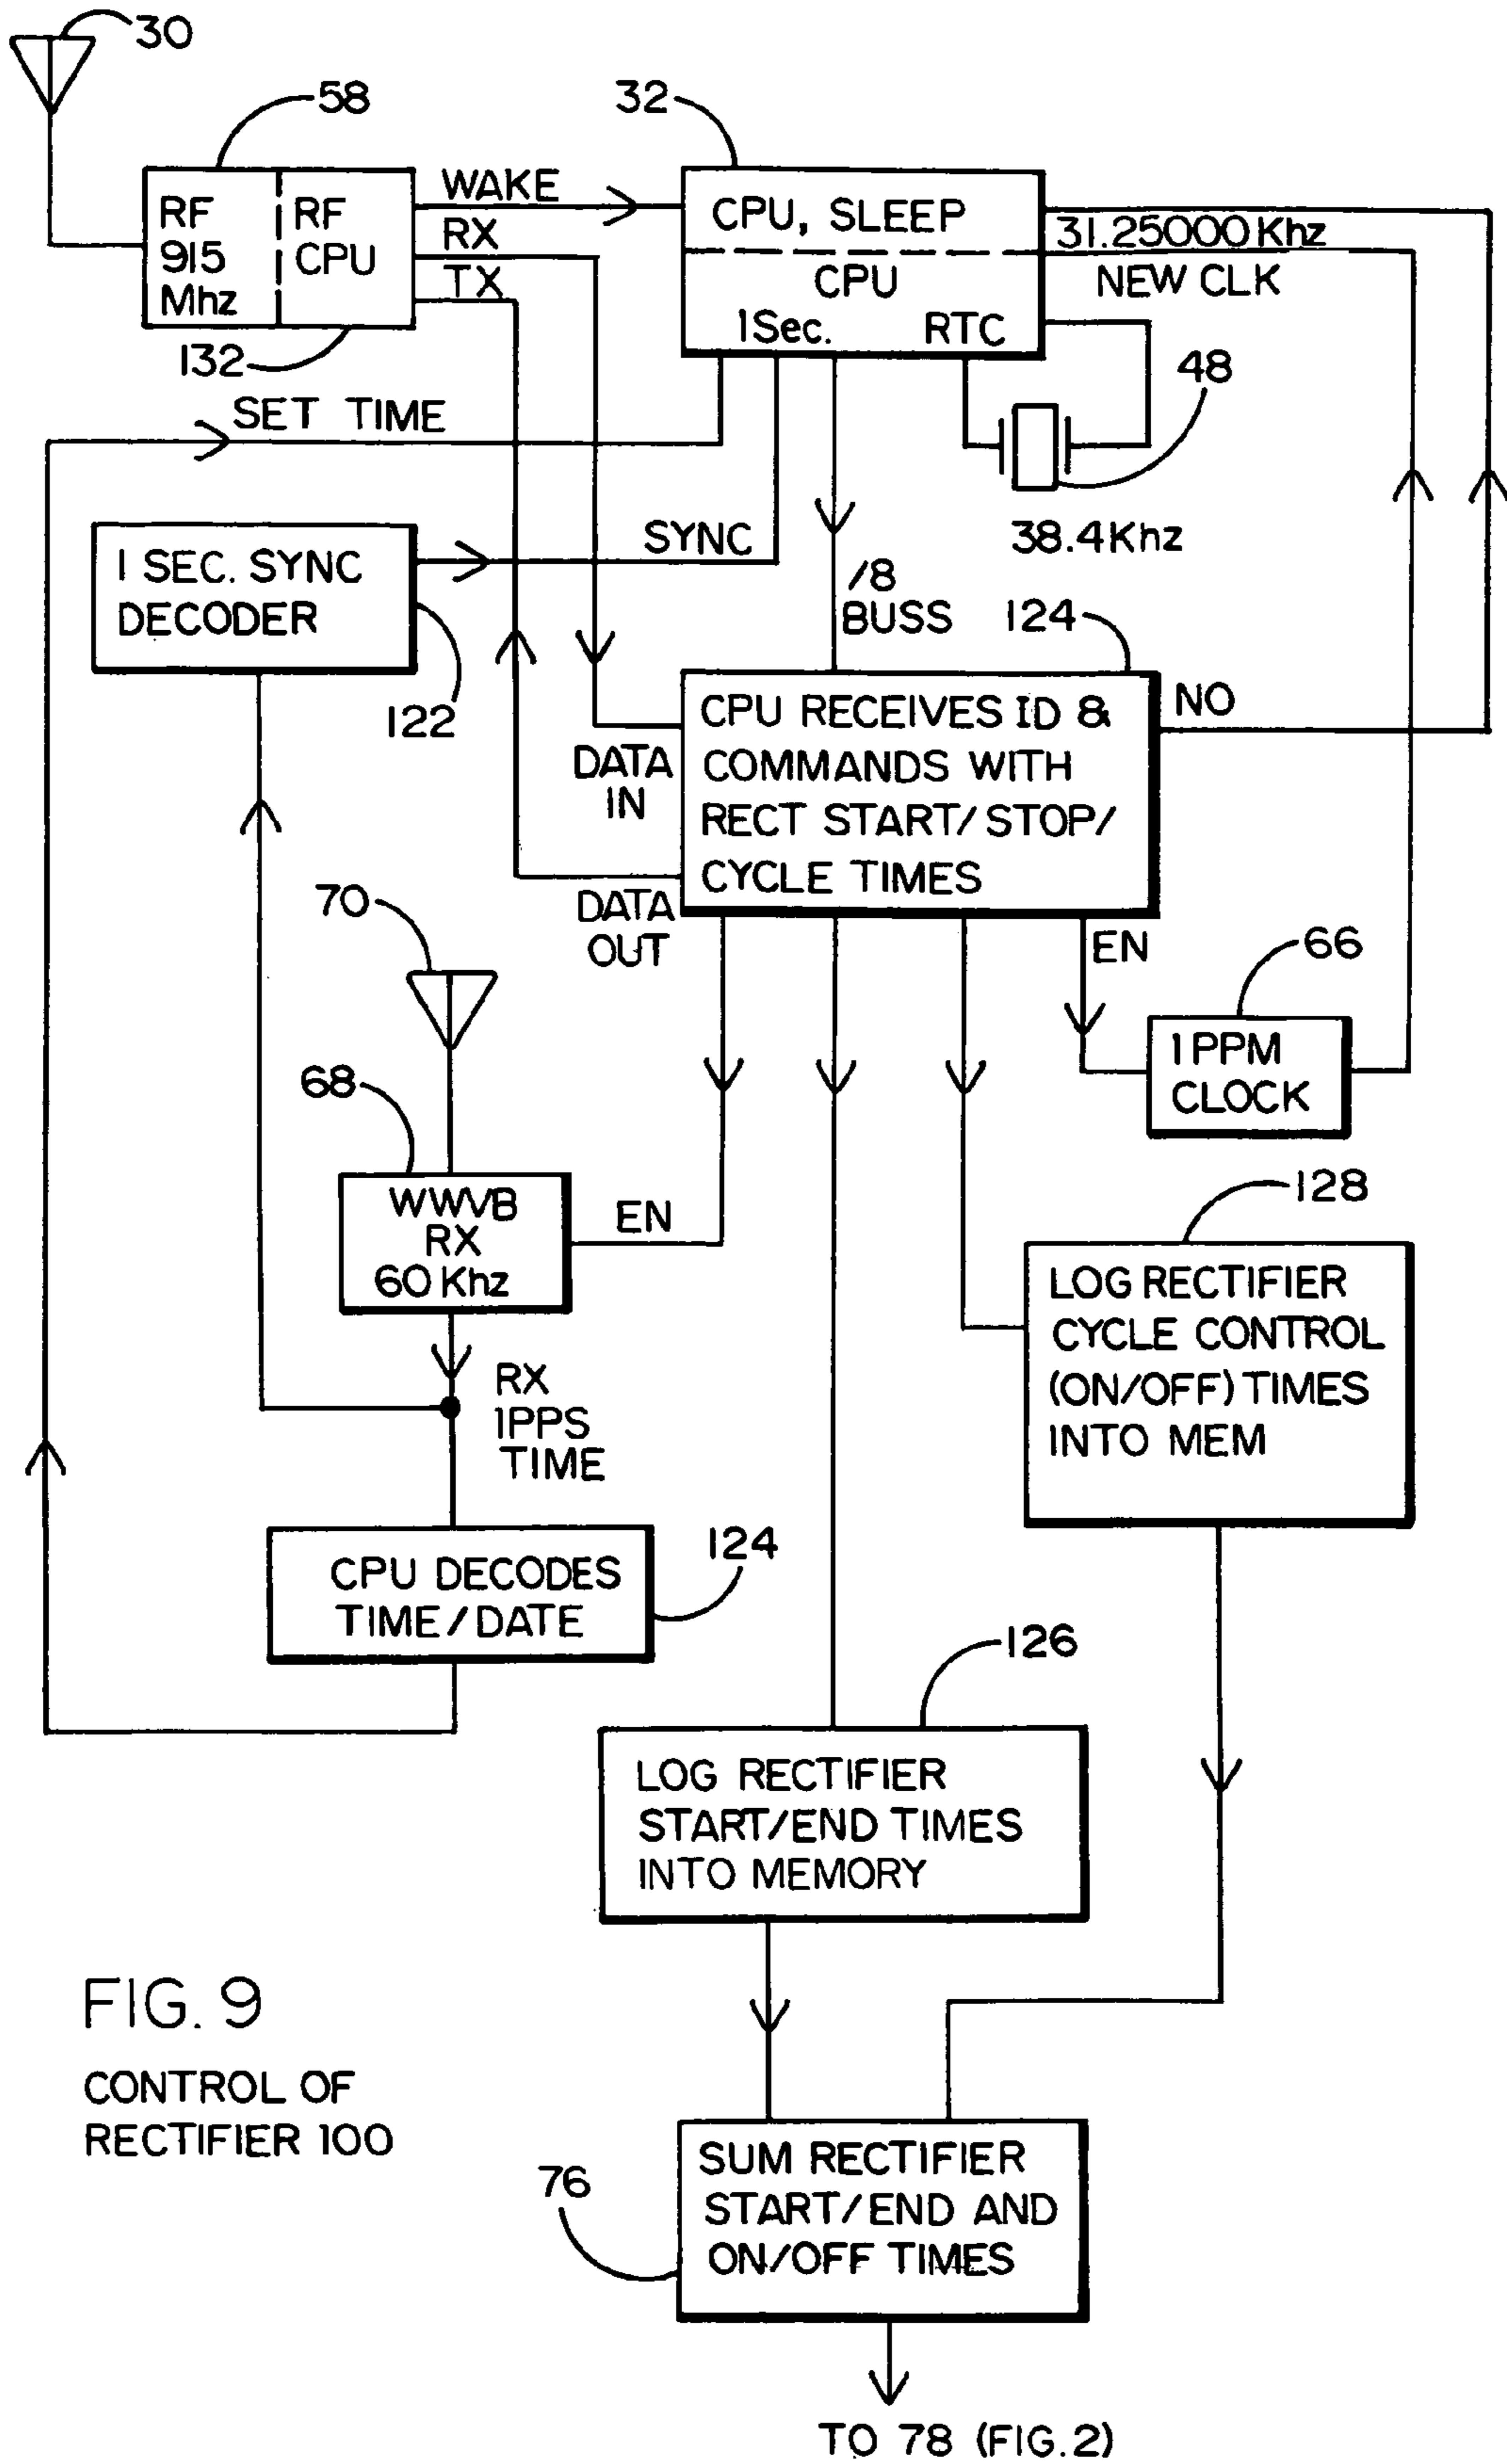 30
58
32
RF
915
Mhz
RF
CPU
WAKE
RX
TX
132
CPU, SLEEP
CPU
1Sec. RTC
31.25000 Khz
NEW CLK
48
38.4Khz
SET TIME
SYNC
1 SEC. SYNC
DECODER
122
/8
BUSS
124
CPU RECEIVES ID &
COMMANDS WITH
RECT START/STOP/
CYCLE TIMES
NO
DATA
IN
DATA
OUT
70
EN
66
1PPM
CLOCK
68
WWVB
RX
60 Khz
EN
128
LOG RECTIFIER
CYCLE CONTROL
(ON/OFF) TIMES
INTO MEM
RX
1PPS
TIME
124
CPU DECODES
TIME/DATE
126
LOG RECTIFIER
START/END TIMES
INTO MEMORY
FIG. 9
CONTROL OF
RECTIFIER 100
76
SUM RECTIFIER
START/END AND
ON/OFF TIMES
TO 78 (FIG.2)